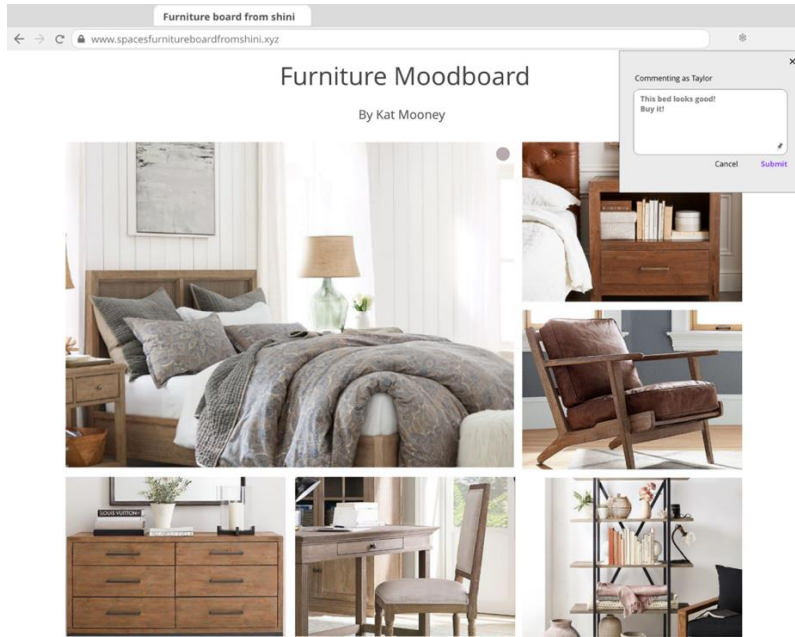 Furniture board from shini
www.spacesfurnitureboardfromshini.xyz
Furniture Moodboard
By Kat Mooney
Commenting as Taylor
This bed looks good!
Buy it!
Cancel
Submit
LOUIS VUITTON